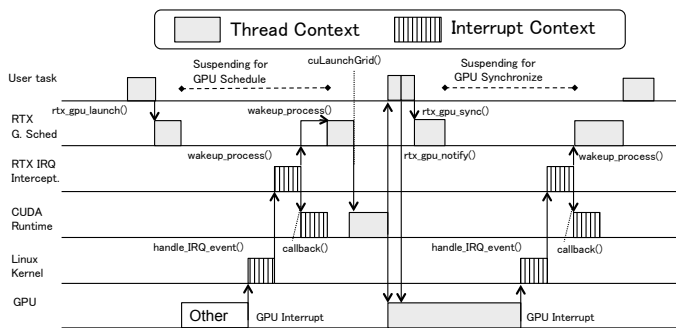 Thread Context
Interrupt Context
cuLaunchGrid()
User task
Suspending for
GPU Schedule
Suspending for
GPU Synchronize
rtx_gpu_launch()
wakeup_process()
rtx_gpu_sync()
RTX
G. Sched
wakeup_process()
rtx_gpu_notify()
wakeup_process()
RTX IRQ
Intercept.
CUDA
Runtime
handle_IRQ_event()
callback()
handle_IRQ_event()
callback()
Linux
Kernel
GPU
Other
GPU Interrupt
GPU Interrupt